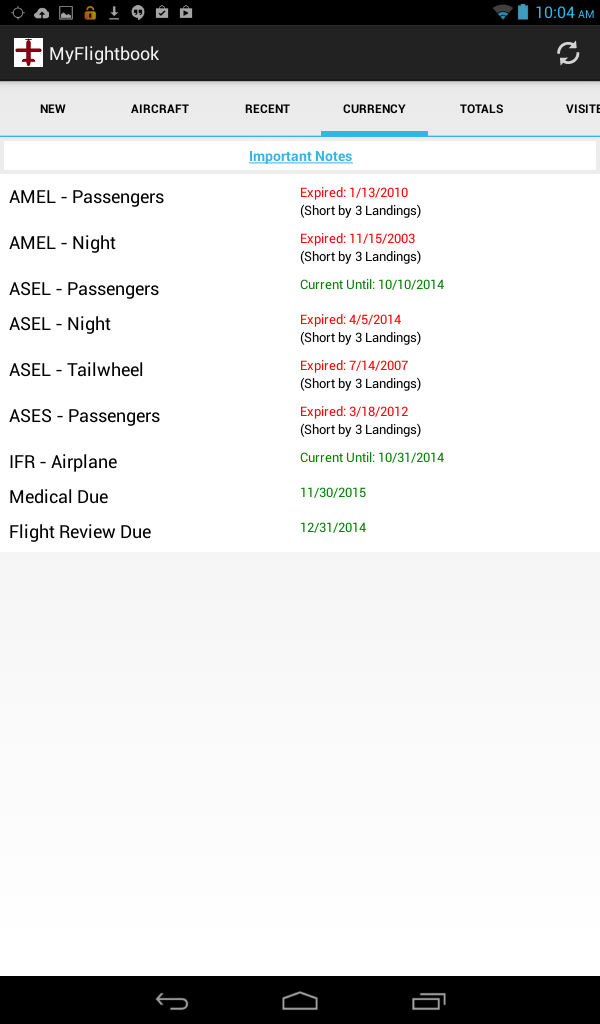 10:04 AM
MyFlightbook
NEW AIRCRAFT RECENT CURRENCY TOTALS VISITE
Important Notes
AMEL - Passengers Expired: 1/13/2010
(Short by 3 Landings)
AMEL - Night Expired: 11/15/2003
(Short by 3 Landings)
ASEL - Passengers Current Until: 10/10/2014
ASEL - Night Expired: 4/5/2014
(Short by 3 Landings)
ASEL - Tailwheel Expired: 7/14/2007
(Short by 3 Landings)
ASES - Passengers Expired: 3/18/2012
(Short by 3 Landings)
IFR - Airplane Current Until: 10/31/2014
Medical Due 11/30/2015
Flight Review Due 12/31/2014